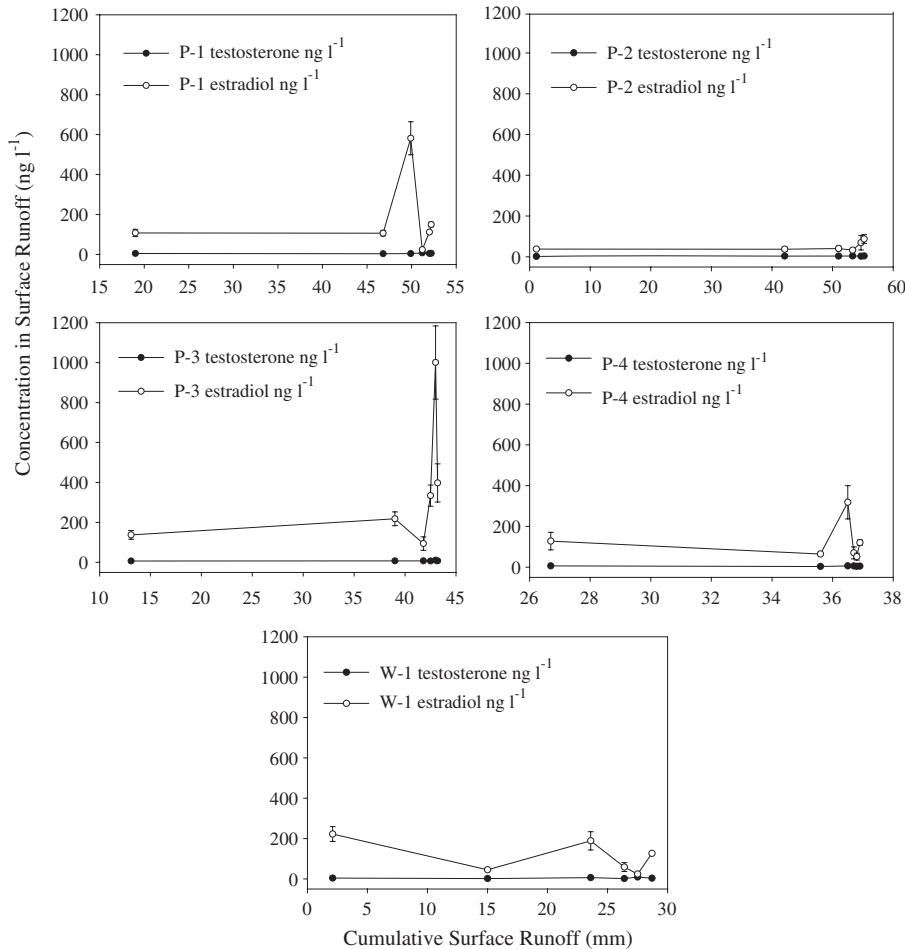 Concentration in Surface Runoff (ng l⁻¹)
1200
1000
800
600
400
200
0
P-1 testosterone ng l⁻¹
P-1 estradiol ng l⁻¹
15 20 25 30 35 40 45 50 55
1200
1000
800
600
400
200
0
P-2 testosterone ng l⁻¹
P-2 estradiol ng l⁻¹
0 10 20 30 40 50 60
1200
1000
800
600
400
200
0
P-3 testosterone ng l⁻¹
P-3 estradiol ng l⁻¹
10 15 20 25 30 35 40 45
1200
1000
800
600
400
200
0
P-4 testosterone ng l⁻¹
P-4 estradiol ng l⁻¹
26 28 30 32 34 36 38
1200
1000
800
600
400
200
0
W-1 testosterone ng l⁻¹
W-1 estradiol ng l⁻¹
0 5 10 15 20 25 30
Cumulative Surface Runoff (mm)